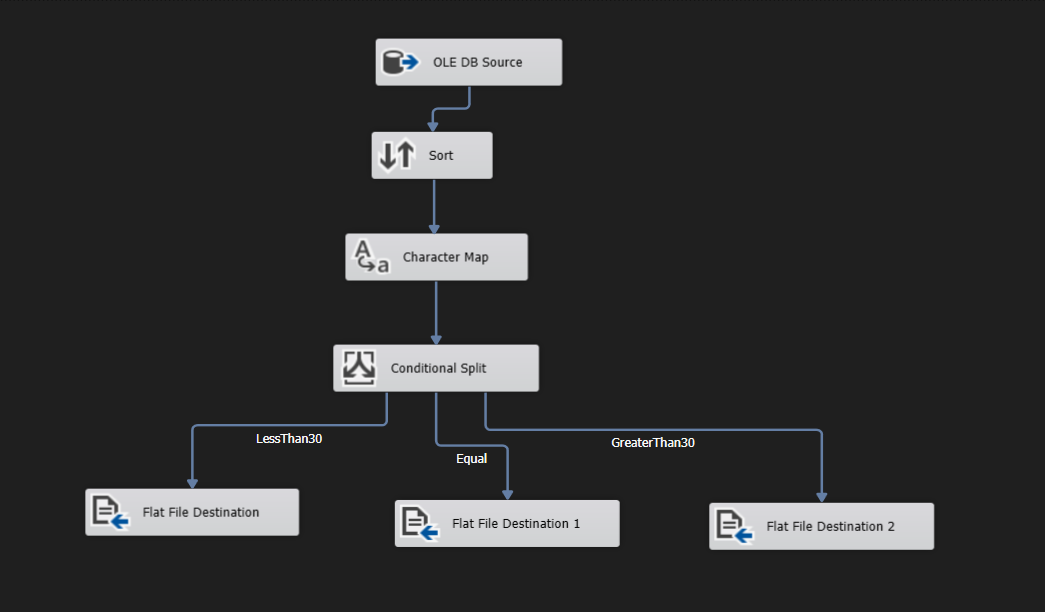 OLE DB Source
Sort
A
a
Character Map
Conditional Split
LessThan30
Equal
GreaterThan30
Flat File Destination
Flat File Destination 1
Flat File Destination 2